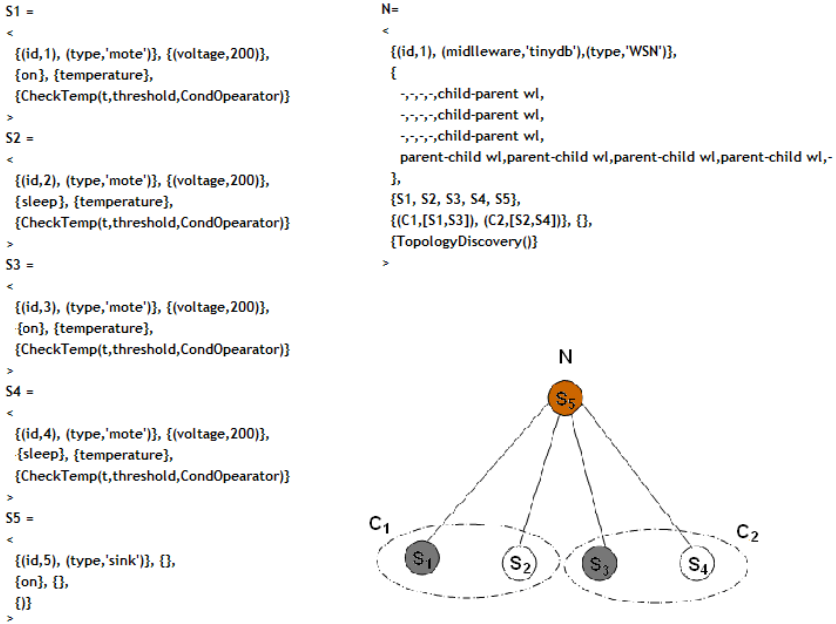 S1 =
<
{(id,1), (type,'mote')}, {(voltage,200)},
{on}, {temperature},
{CheckTemp(t,threshold,CondOpearator)}
>
S2 =
<
{(id,2), (type,'mote')}, {(voltage,200)},
{sleep}, {temperature},
{CheckTemp(t,threshold,CondOpearator)}
>
S3 =
<
{(id,3), (type,'mote')}, {(voltage,200)},
{on}, {temperature},
{CheckTemp(t,threshold,CondOpearator)}
>
S4 =
<
{(id,4), (type,'mote')}, {(voltage,200)},
{sleep}, {temperature},
{CheckTemp(t,threshold,CondOpearator)}
>
S5 =
<
{(id,5), (type,'sink')}, {},
{on}, {},
{)}
>
N=
<
{(id,1), (midlleware,'tinydb'),(type,'WSN')},
{
-,-,-,-,child-parent wl,
-,-,-,-,child-parent wl,
-,-,-,-,child-parent wl,
parent-child wl,parent-child wl,parent-child wl,parent-child wl,-
},
{S1, S2, S3, S4, S5},
{(C1,[S1,S3]), (C2,[S2,S4])}, {},
{TopologyDiscovery()}
>
N
S5
C1
C2
S1 S2 S3 S4